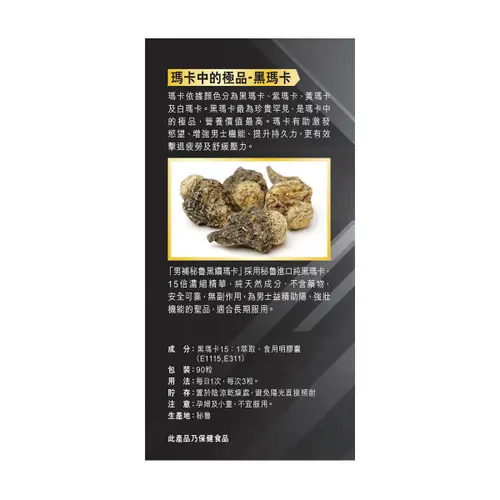 瑪卡中的極品-黑瑪卡
瑪卡依據顏色分為黑瑪卡、紫瑪卡、黃瑪卡
及白瑪卡。黑瑪卡最為珍貴罕見，是瑪卡中
的極品，營養價值最高。瑪卡有助激發
慾望、增強男士機能、提升持久力，更有效
擊退疲勞及舒緩壓力。
「男補秘魯黑鑽瑪卡」採用秘魯進口純黑瑪卡，
15倍濃縮精華，純天然成分，不含藥物，
安全可靠，無副作用，為男士益精助陽、強壯
機能的聖品，適合長期服用。
成 分：黑瑪卡15：1萃取，食用明膠囊
(E1115,E311)
包 裝：90粒
用 法：每日1次，每次3粒。
貯 存：置於陰涼乾燥處，避免陽光直接照射
注 意：孕婦及小童，不宜服用。
生產地：秘魯
此產品乃保健食品